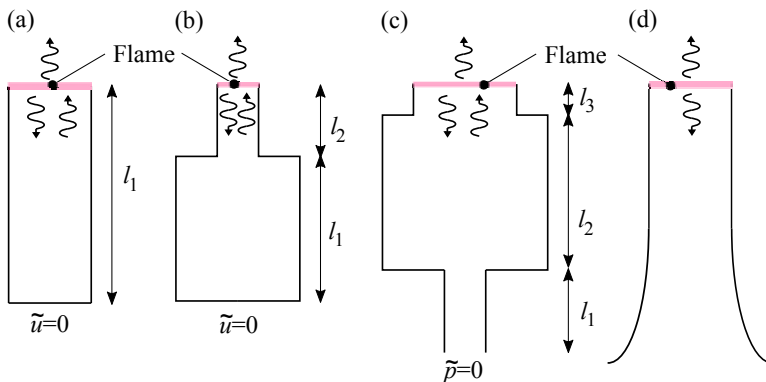 (a)
(b)
(c)
(d)
Flame
Flame
l₁
l₂
l₁
l₃
l₂
l₁
ũ=0
ũ=0
p̃=0